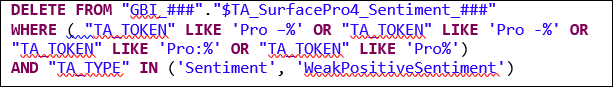 DELETE FROM "GBI_###"."$TA_SurfacePro4_Sentiment_###"
WHERE ( "TA_TOKEN" LIKE 'Pro –%' OR "TA_TOKEN" LIKE 'Pro -%' OR
"TA_TOKEN" LIKE 'Pro:%' OR "TA_TOKEN" LIKE 'Pro%')
AND "TA_TYPE" IN ('Sentiment', 'WeakPositiveSentiment')